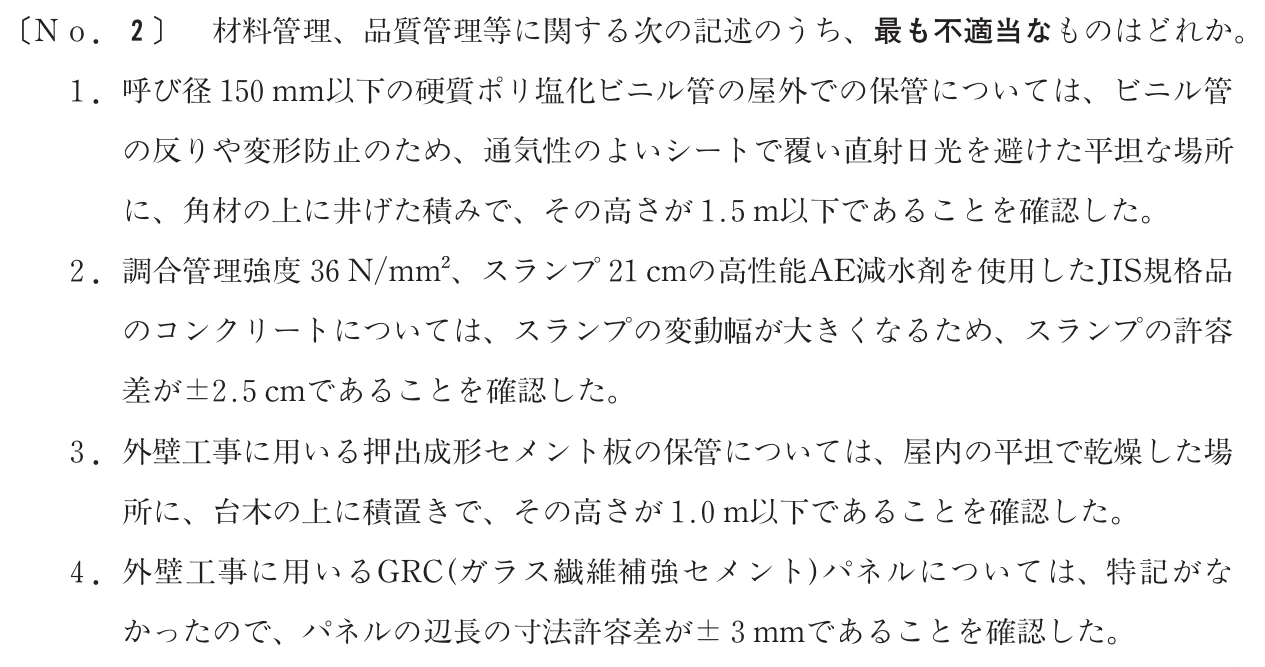 〔Ｎｏ．２〕　材料管理、品質管理等に関する次の記述のうち、最も不適当なものはどれか。
1．呼び径 150 mm以下の硬質ポリ塩化ビニル管の屋外での保管については、ビニル管
の反りや変形防止のため、通気性のよいシートで覆い直射日光を避けた平坦な場所
に、角材の上に井げた積みで、その高さが 1.5 m以下であることを確認した。
2．調合管理強度 36 N/mm²、スランプ 21 cmの高性能AE減水剤を使用したJIS規格品
のコンクリートについては、スランプの変動幅が大きくなるため、スランプの許容
差が±2.5 cmであることを確認した。
3．外壁工事に用いる押出成形セメント板の保管については、屋内の平坦で乾燥した場
所に、台木の上に積置きで、その高さが 1.0 m以下であることを確認した。
4．外壁工事に用いるGRC(ガラス繊維補強セメント)パネルについては、特記がな
かったので、パネルの辺長の寸法許容差が± 3 mmであることを確認した。